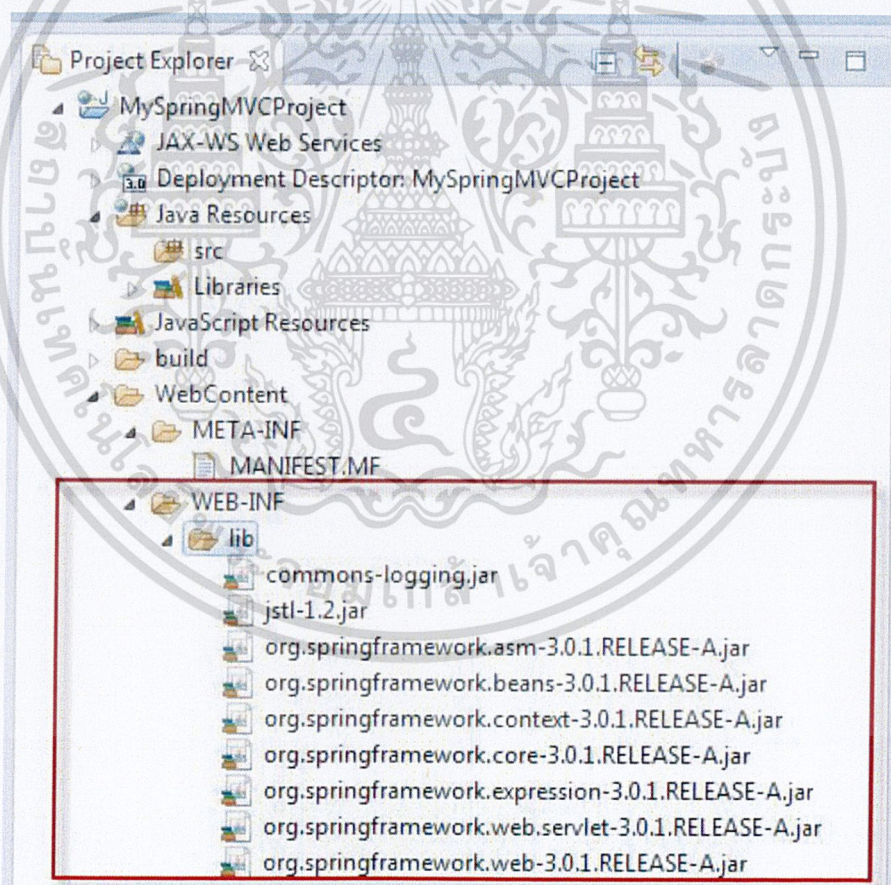 Project Explorer
MySpringMVCProject
JAX-WS Web Services
3.0 Deployment Descriptor: MySpringMVCProject
Java Resources
src
Libraries
JavaScript Resources
build
WebContent
META-INF
MANIFEST.MF
WEB-INF
lib
commons-logging.jar
jstl-1.2.jar
org.springframework.asm-3.0.1.RELEASE-A.jar
org.springframework.beans-3.0.1.RELEASE-A.jar
org.springframework.context-3.0.1.RELEASE-A.jar
org.springframework.core-3.0.1.RELEASE-A.jar
org.springframework.expression-3.0.1.RELEASE-A.jar
org.springframework.web.servlet-3.0.1.RELEASE-A.jar
org.springframework.web-3.0.1.RELEASE-A.jar